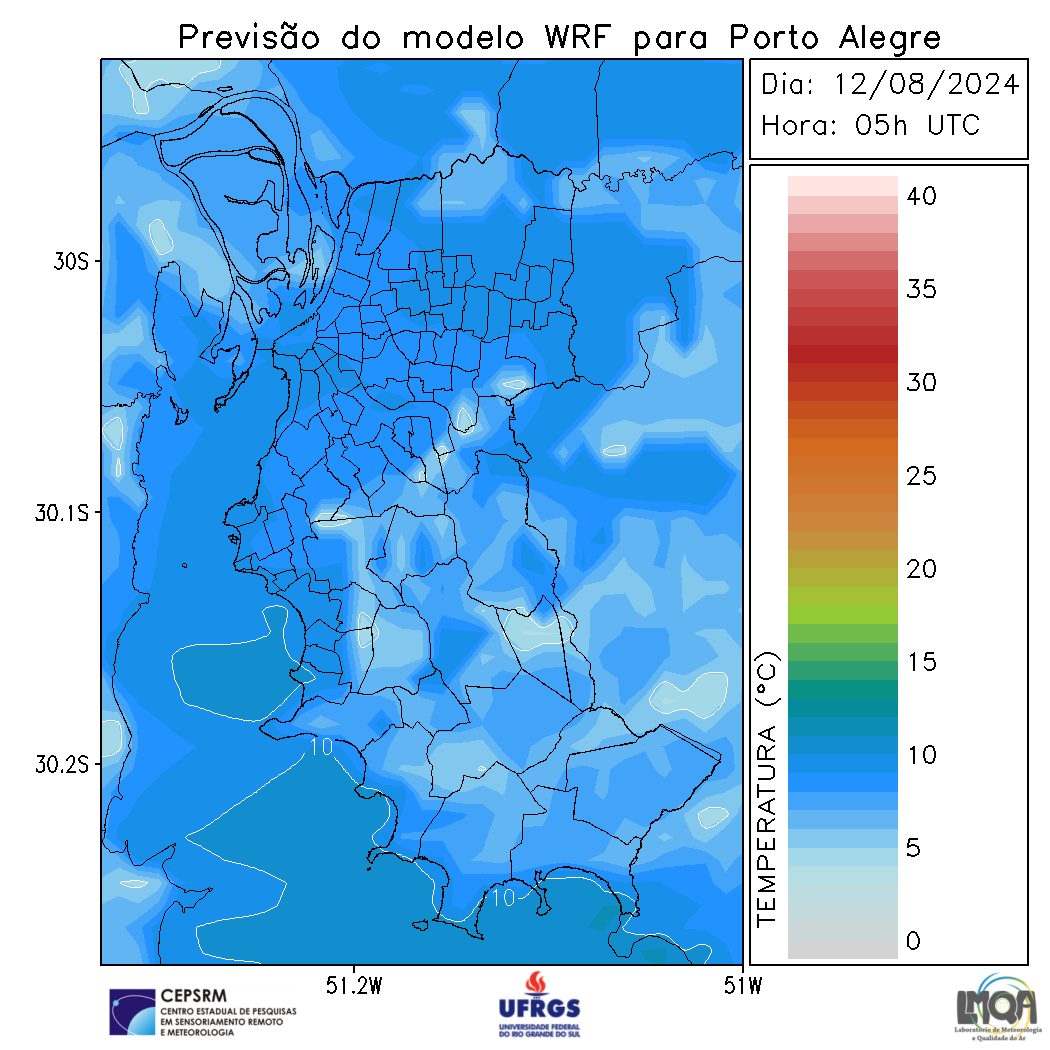 Previsão do modelo WRF para Porto Alegre
Dia: 12/08/2024
Hora: 05h UTC
40
35
30
25
20
15
10
5
0
TEMPERATURA (°C)
30S
30.1S
30.2S
51.2W
51W
10
10
CEPSRM
CENTRO ESTADUAL DE PESQUISAS
EM SENSORIAMENTO REMOTO
E METEOROLOGIA
UFRGS
UNIVERSIDADE FEDERAL
DO RIO GRANDE DO SUL
LMQA
Laboratório de Meteorologia
e Qualidade do Ar